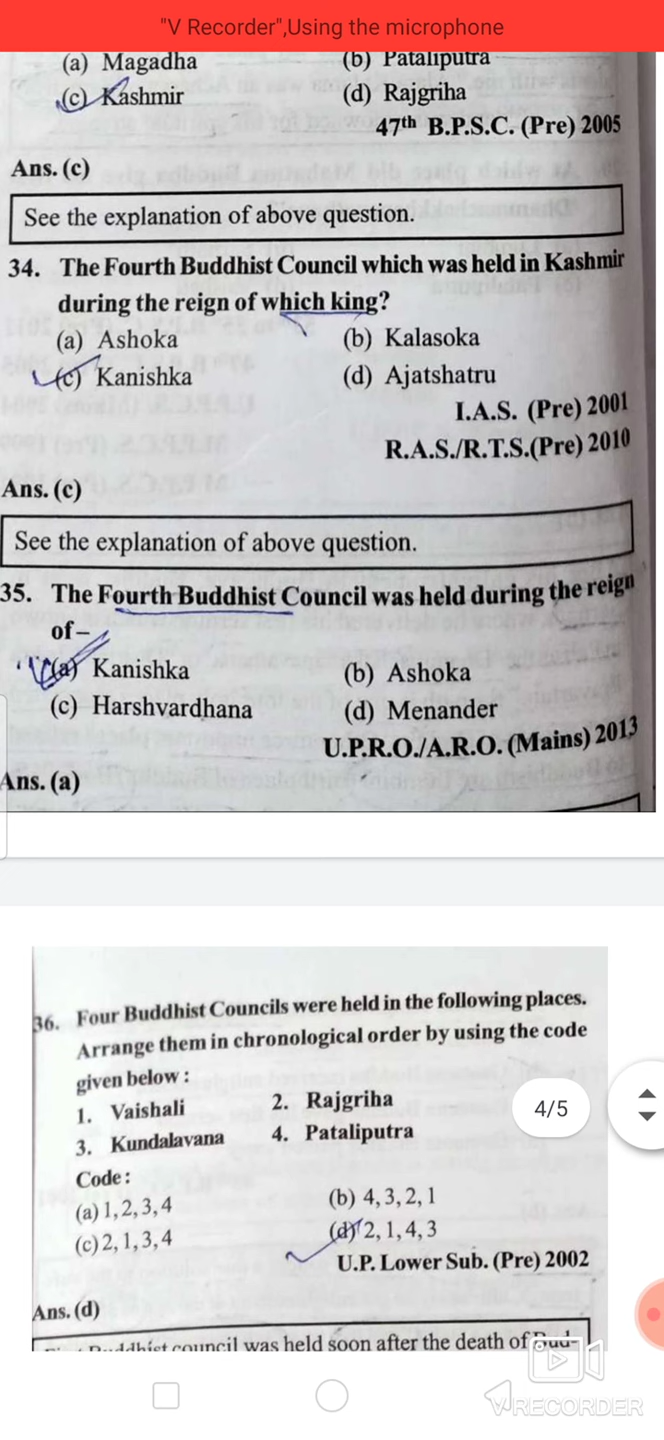 "V Recorder",Using the microphone
(a) Magadha (b) Pataliputra
(c) Kashmir (d) Rajgriha
47th B.P.S.C. (Pre) 2005
Ans. (c)
See the explanation of above question.
34. The Fourth Buddhist Council which was held in Kashmir
during the reign of which king?
(a) Ashoka (b) Kalasoka
(c) Kanishka (d) Ajatshatru
I.A.S. (Pre) 2001
R.A.S./R.T.S.(Pre) 2010
Ans. (c)
See the explanation of above question.
35. The Fourth Buddhist Council was held during the reign
of–
(a) Kanishka (b) Ashoka
(c) Harshvardhana (d) Menander
U.P.R.O./A.R.O. (Mains) 2013
Ans. (a)
36. Four Buddhist Councils were held in the following places.
Arrange them in chronological order by using the code
given below :
1. Vaishali 2. Rajgriha
4/5
3. Kundalavana 4. Pataliputra
Code :
(a) 1, 2, 3, 4 (b) 4, 3, 2, 1
(c) 2, 1, 3, 4 (d) 2, 1, 4, 3
U.P. Lower Sub. (Pre) 2002
Ans. (d)
council was held soon after the death of Bud-
VRECORDER